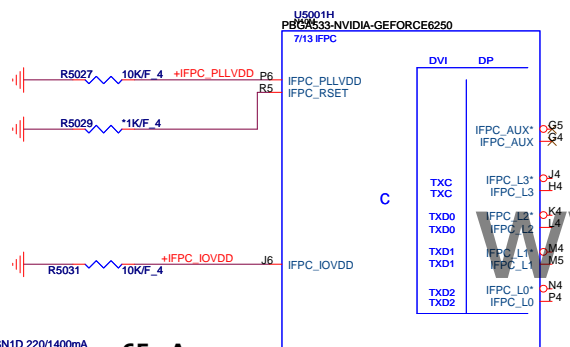 U5001H
PBGA533-NVIDIA-GEFORCE6250
7/13 IFPC
DVI DP
R5027 10K/F_4 +IFPC_PLLVDD P6 IFPC_PLLVDD
R5 IFPC_RSET
R5029 *1K/F_4
IFPC_AUX* G5
IFPC_AUX G4
TXC IFPC_L3* J4
TXC IFPC_L3 H4
C
TXD0 IFPC_L2* K4
TXD0 IFPC_L2 L4
W
TXD1 IFPC_L1* M4
TXD1 IFPC_L1 M5
R5031 10K/F_4 +IFPC_IOVDD J6 IFPC_IOVDD
TXD2 IFPC_L0* N4
TXD2 IFPC_L0 P4
220/1400mA